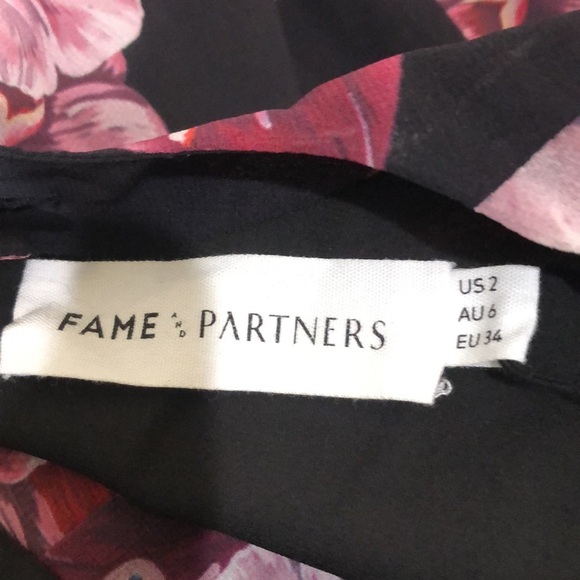 FAME AND PARTNERS
US 2
AU 6
EU 34